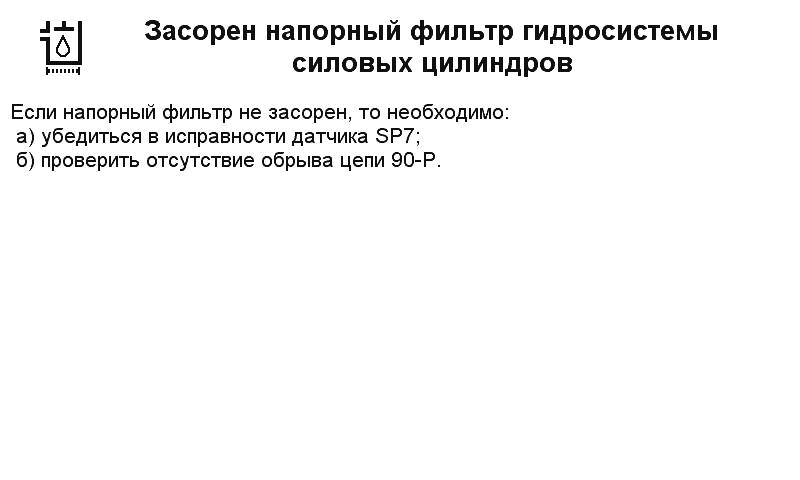 Засорен напорный фильтр гидросистемы
силовых цилиндров
Если напорный фильтр не засорен, то необходимо:
а) убедиться в исправности датчика SP7;
б) проверить отсутствие обрыва цепи 90-Р.